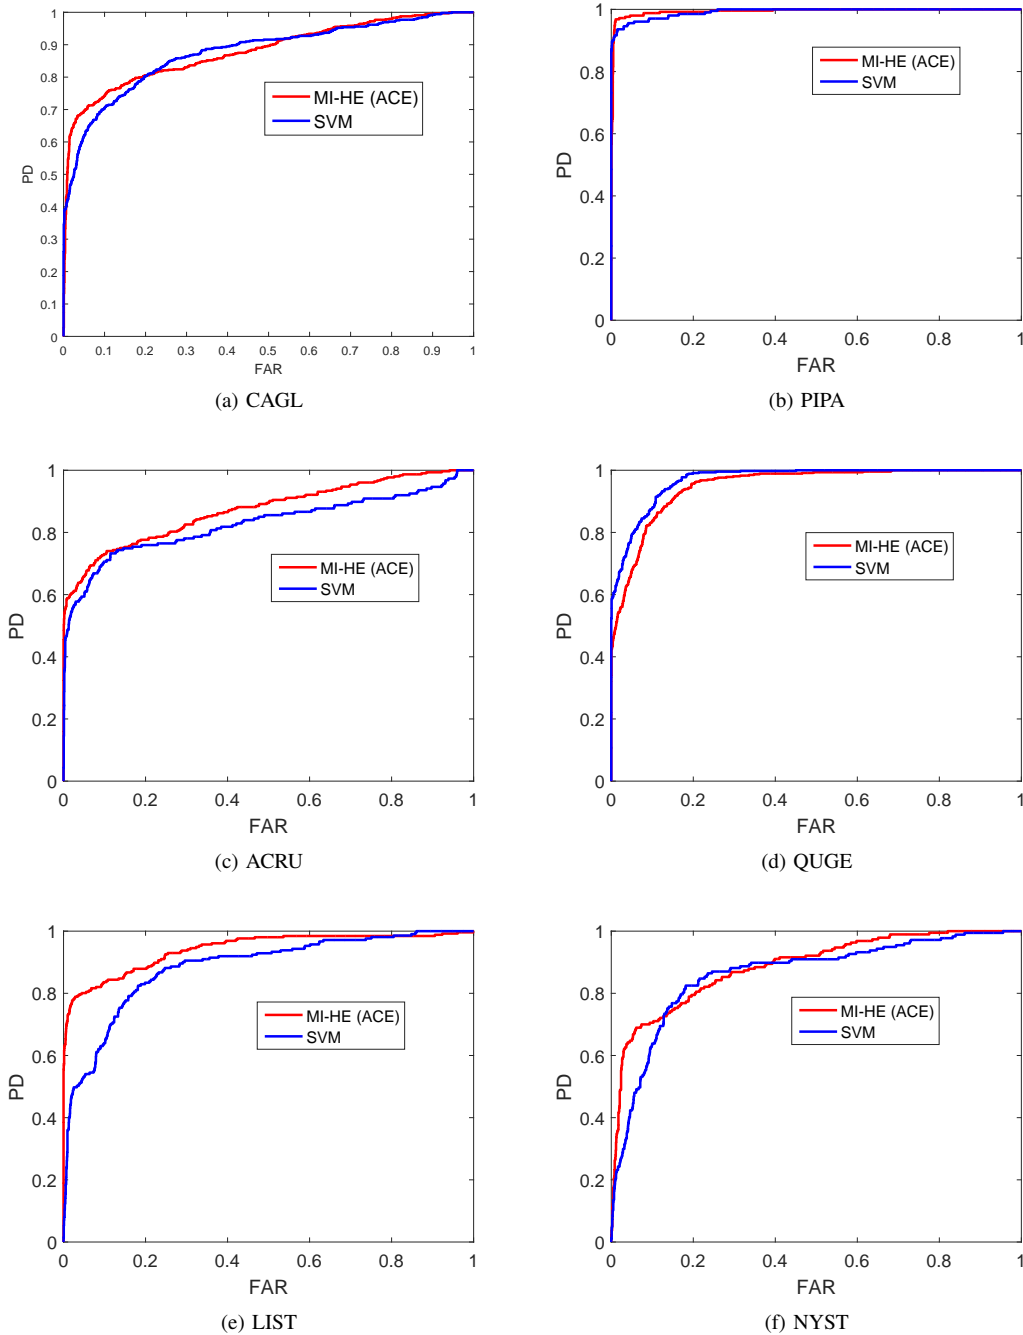 1
0.9
0.8
0.7
0.6
0.5
0.4
0.3
0.2
0.1
0
PD
MI-HE (ACE)
SVM
0 0.1 0.2 0.3 0.4 0.5 0.6 0.7 0.8 0.9 1
FAR
(a) CAGL
1
0.8
0.6
0.4
0.2
0
PD
MI-HE (ACE)
SVM
0 0.2 0.4 0.6 0.8 1
FAR
(b) PIPA
1
0.8
0.6
0.4
0.2
0
PD
MI-HE (ACE)
SVM
0 0.2 0.4 0.6 0.8 1
FAR
(c) ACRU
1
0.8
0.6
0.4
0.2
0
PD
MI-HE (ACE)
SVM
0 0.2 0.4 0.6 0.8 1
FAR
(d) QUGE
1
0.8
0.6
0.4
0.2
0
PD
MI-HE (ACE)
SVM
0 0.2 0.4 0.6 0.8 1
FAR
(e) LIST
1
0.8
0.6
0.4
0.2
0
PD
MI-HE (ACE)
SVM
0 0.2 0.4 0.6 0.8 1
FAR
(f) NYST